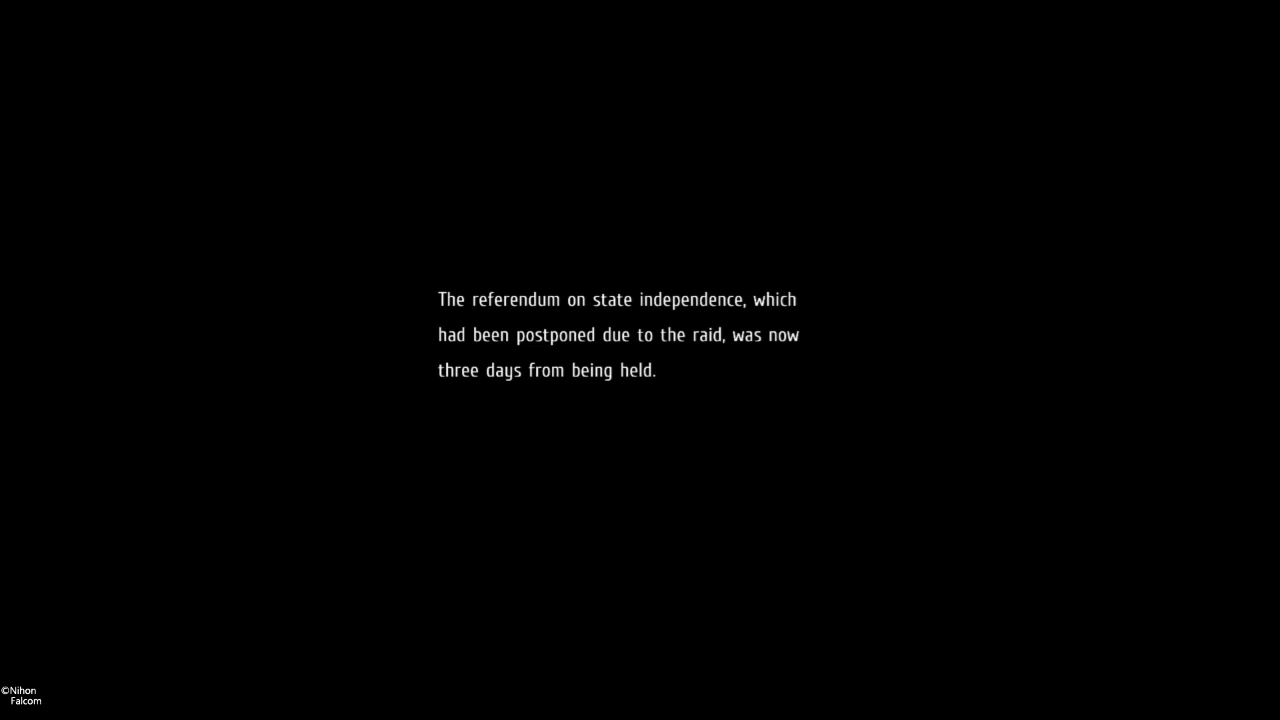 The referendum on state independence, which
had been postponed due to the raid, was now
three days from being held.
©Nihon
Falcom